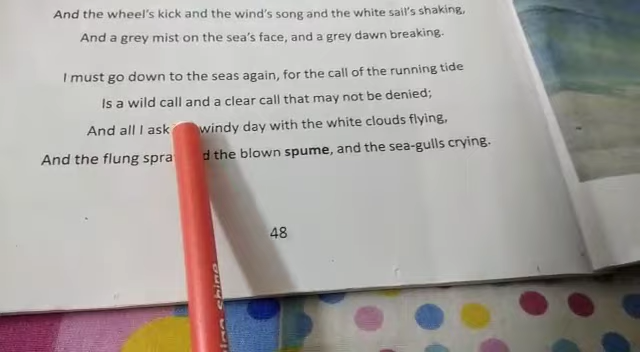 And the wheel's kick and the wind's song and the white sail's shaking,
And a grey mist on the sea's face, and a grey dawn breaking.
I must go down to the seas again, for the call of the running tide
Is a wild call and a clear call that may not be denied;
And all I ask windy day with the white clouds flying,
And the flung the blown spume, and the sea-gulls crying.
48